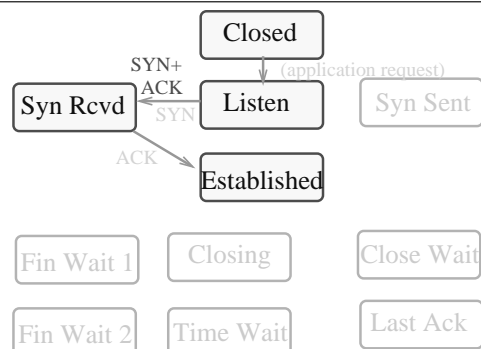 Closed
SYN+
ACK
(application request)
Syn Rcvd
SYN
Listen
Syn Sent
ACK
Established
Fin Wait 1
Closing
Close Wait
Fin Wait 2
Time Wait
Last Ack